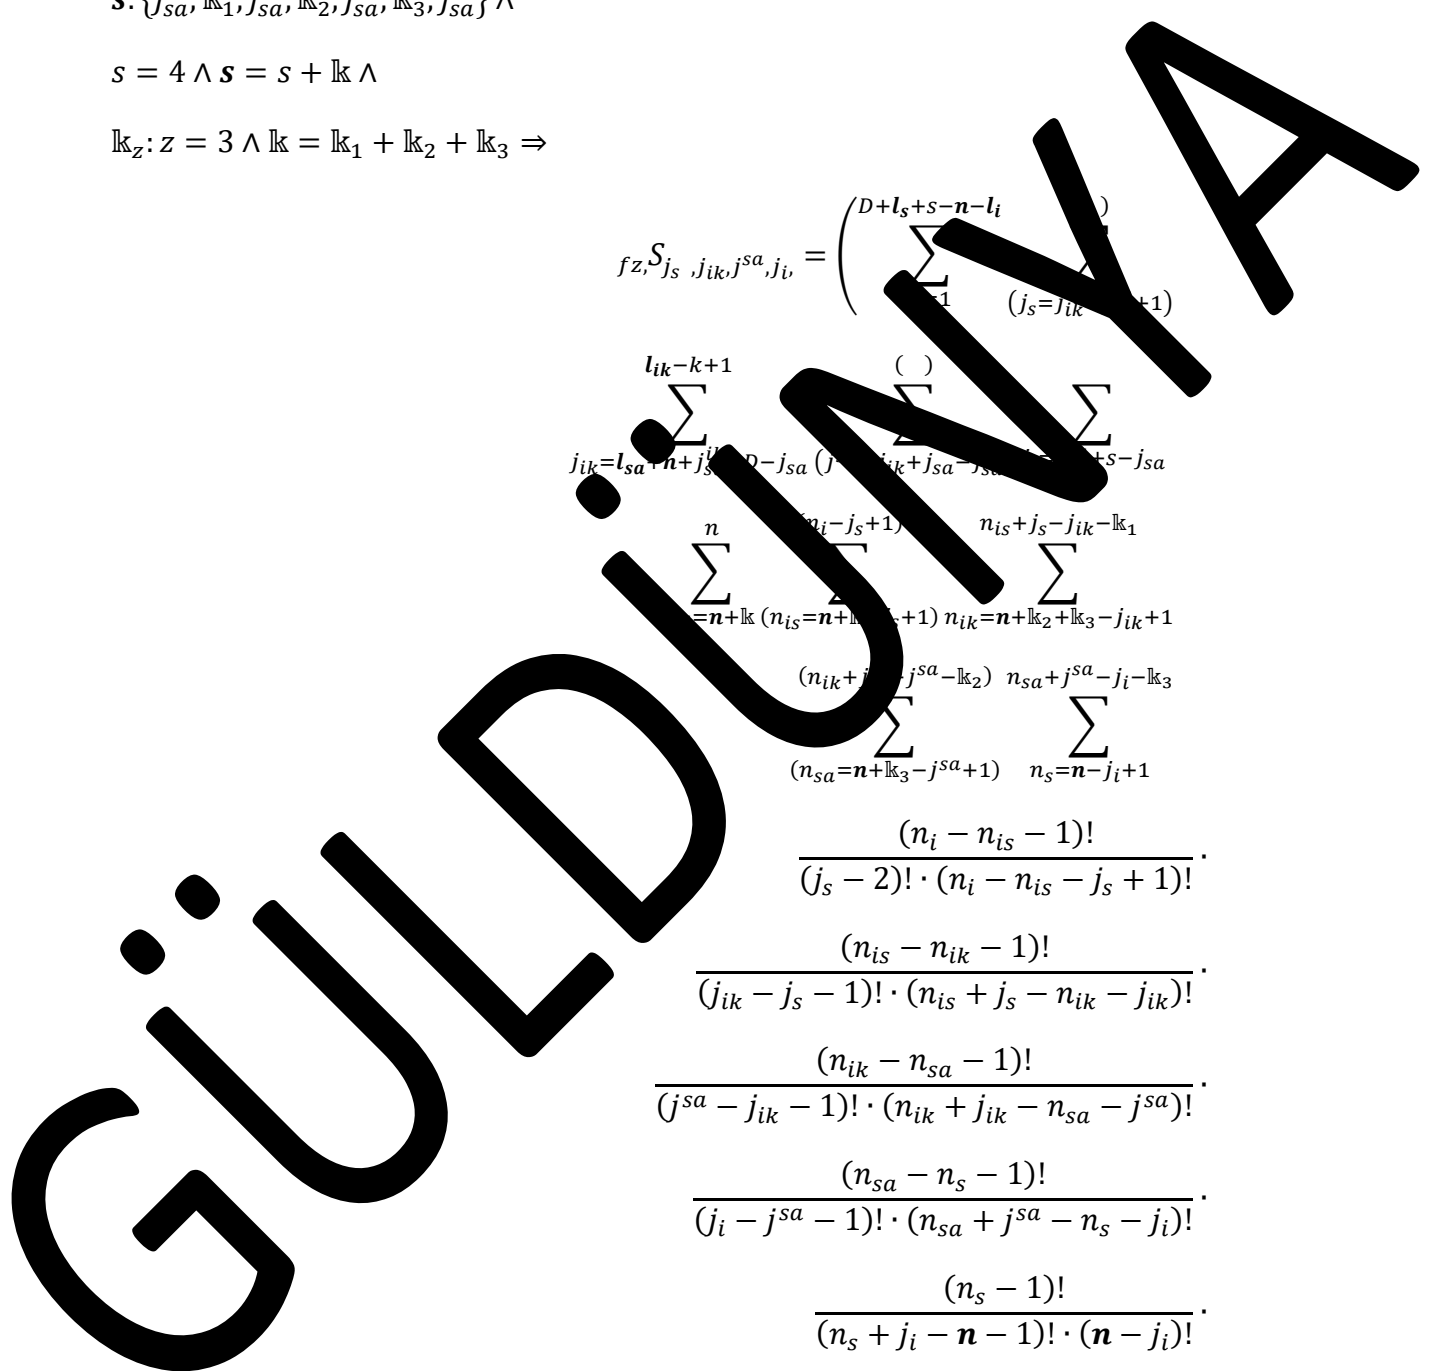 s = 4 ∧ 𝒔 = s + 𝕜 ∧
𝕜_z: z = 3 ∧ 𝕜 = 𝕜_1 + 𝕜_2 + 𝕜_3 ⇒
_{fz,}S_{j_s ,j_{ik},j^{sa},j_i,} = ( ∑^{D+𝒍_𝒔+s−𝒏−𝒍_𝒊} ∑
∑^{𝒍_{𝒊𝒌}−k+1} ∑^{( )} ∑
∑^{n}_{=𝒏+𝕜} ∑ ∑_{n_{ik}=𝒏+𝕜_2+𝕜_3−j_{ik}+1}^{n_{is}+j_s−j_{ik}−𝕜_1}
∑_{(n_{sa}=𝒏+𝕜_3−j^{sa}+1)} ∑_{n_s=𝒏−j_i+1}^{n_{sa}+j^{sa}−j_i−𝕜_3}
(n_i − n_{is} − 1)! / (j_s − 2)! · (n_i − n_{is} − j_s + 1)! ·
(n_{is} − n_{ik} − 1)! / (j_{ik} − j_s − 1)! · (n_{is} + j_s − n_{ik} − j_{ik})! ·
(n_{ik} − n_{sa} − 1)! / (j^{sa} − j_{ik} − 1)! · (n_{ik} + j_{ik} − n_{sa} − j^{sa})! ·
(n_{sa} − n_s − 1)! / (j_i − j^{sa} − 1)! · (n_{sa} + j^{sa} − n_s − j_i)! ·
(n_s − 1)! / (n_s + j_i − 𝒏 − 1)! · (𝒏 − j_i)! ·
GÜLDÜNYA